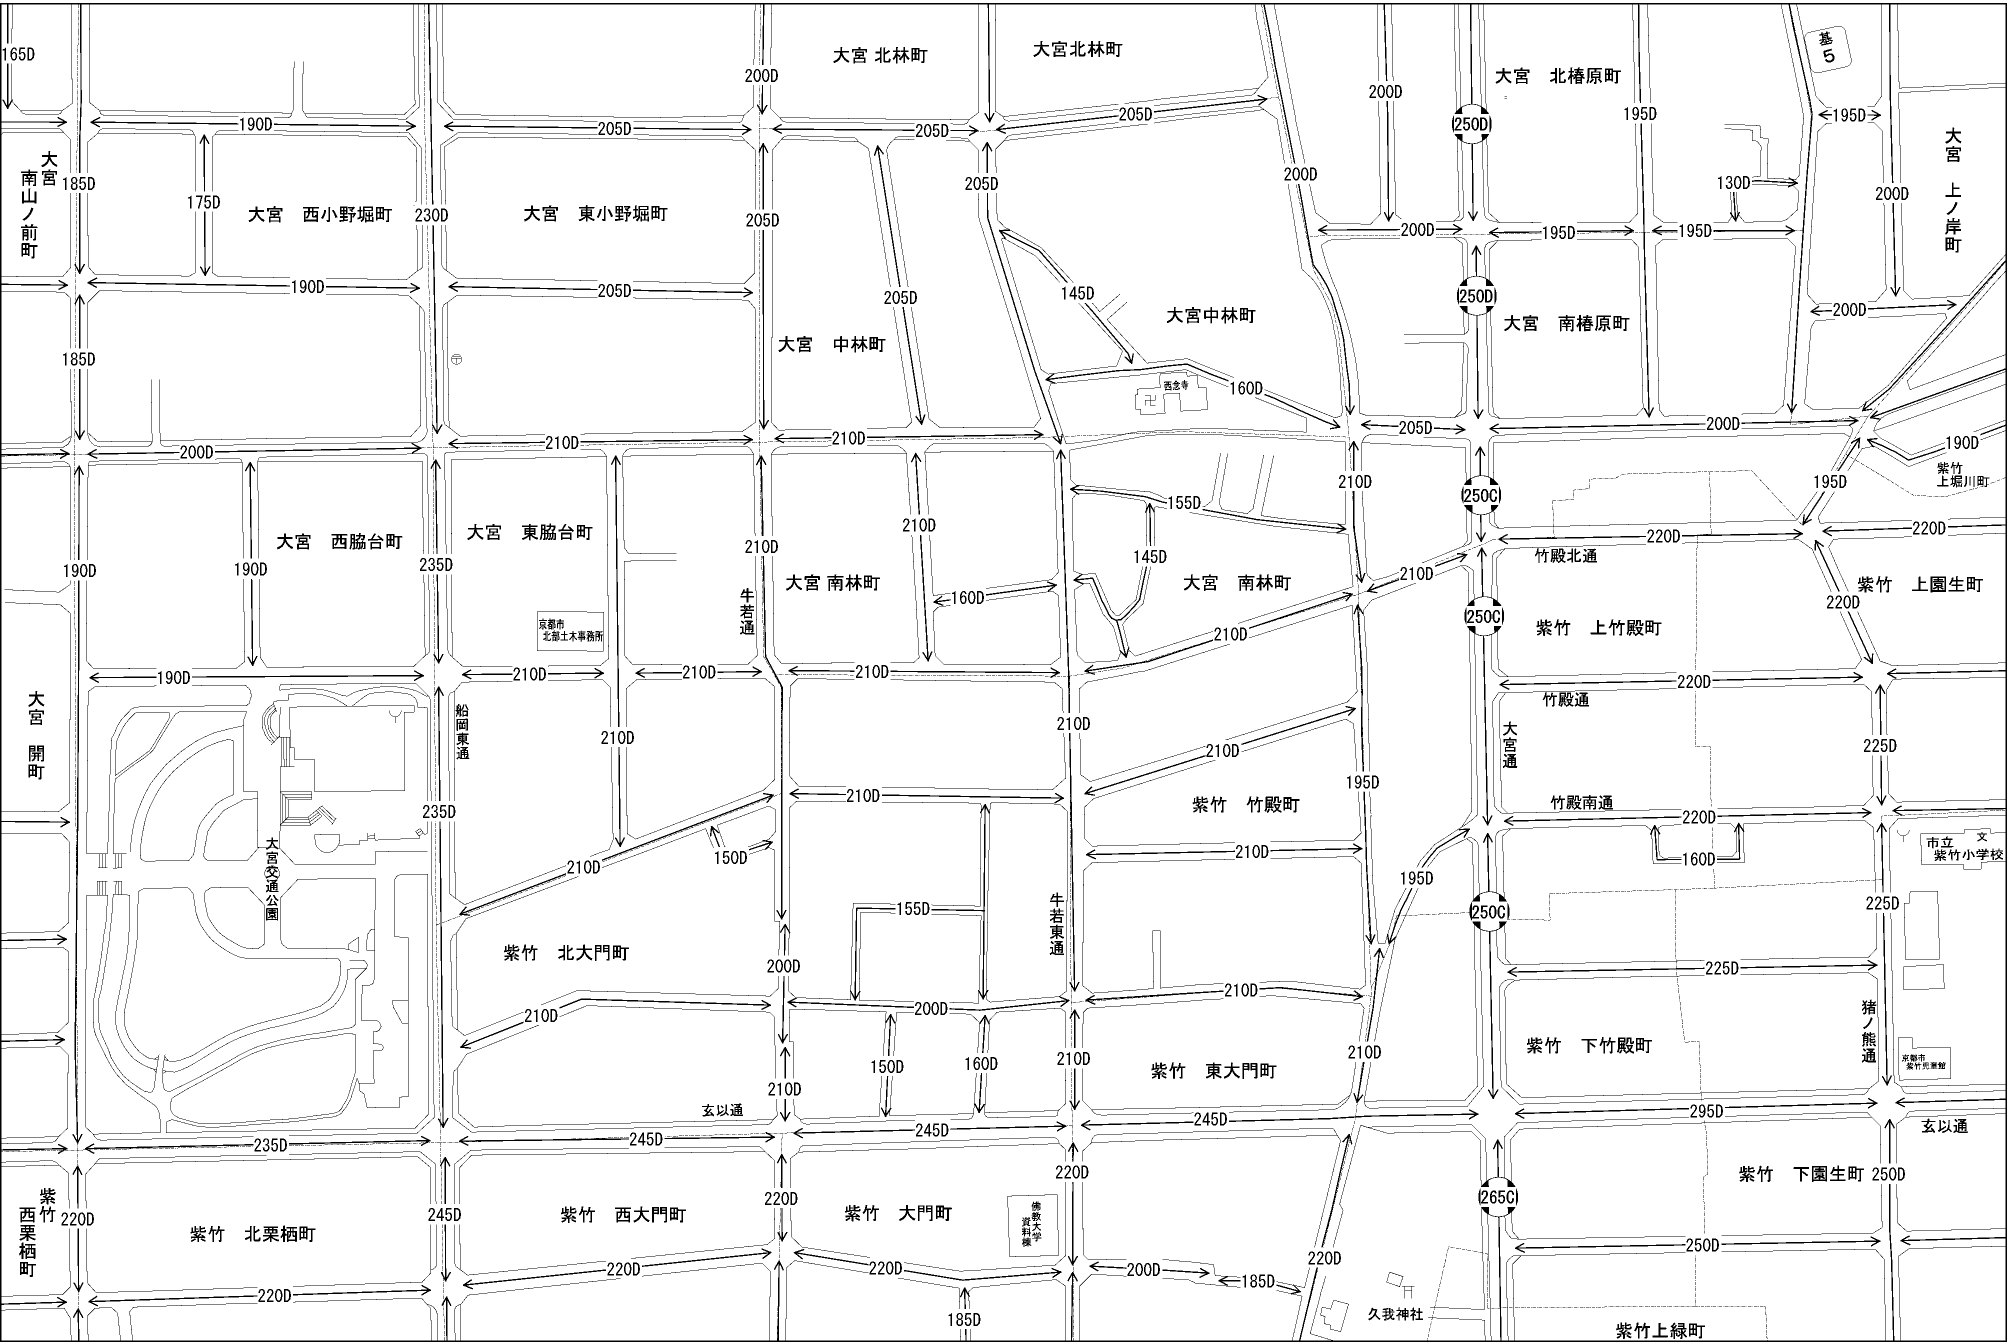 165D
大宮 北林町
大宮北林町
基
5
200D
大宮 北椿原町
200D
195D
195D
190D
205D
205D
205D
250D
大宮
南山ノ前町
185D
175D
大宮 西小野堀町
230D
大宮 東小野堀町
205D
205D
200D
130D
200D
大宮 上ノ岸町
200D
195D
195D
190D
205D
205D
145D
大宮中林町
250D
大宮 南椿原町
200D
185D
大宮 中林町
西念寺
160D
200D
210D
210D
205D
200D
190D
紫竹
上堀川町
210D
250C
195D
155D
210D
220D
220D
大宮 西脇台町
大宮 東脇台町
210D
145D
竹殿北通
190D
190D
235D
大宮 南林町
大宮 南林町
210D
紫竹 上園生町
160D
220D
牛若通
京都市
北部土木事務所
210D
250C
紫竹 上竹殿町
190D
210D
210D
210D
220D
竹殿通
大宮 開町
船岡東通
210D
210D
210D
大宮通
225D
235D
210D
195D
紫竹 竹殿町
竹殿南通
220D
150D
210D
210D
160D
市立
文
紫竹小学校
大宮交通公園
195D
155D
牛若東通
250C
225D
紫竹 北大門町
200D
225D
210D
200D
210D
猪ノ熊通
150D
160D
210D
紫竹 東大門町
210D
紫竹 下竹殿町
京都市
紫竹児童館
210D
玄以通
235D
245D
245D
245D
295D
玄以通
220D
紫竹 下園生町
250D
紫竹
西栗栖町
220D
紫竹 北栗栖町
245D
紫竹 西大門町
220D
紫竹 大門町
佛教大学
資料棟
265C
220D
220D
220D
200D
185D
220D
250D
185D
久我神社
紫竹上緑町